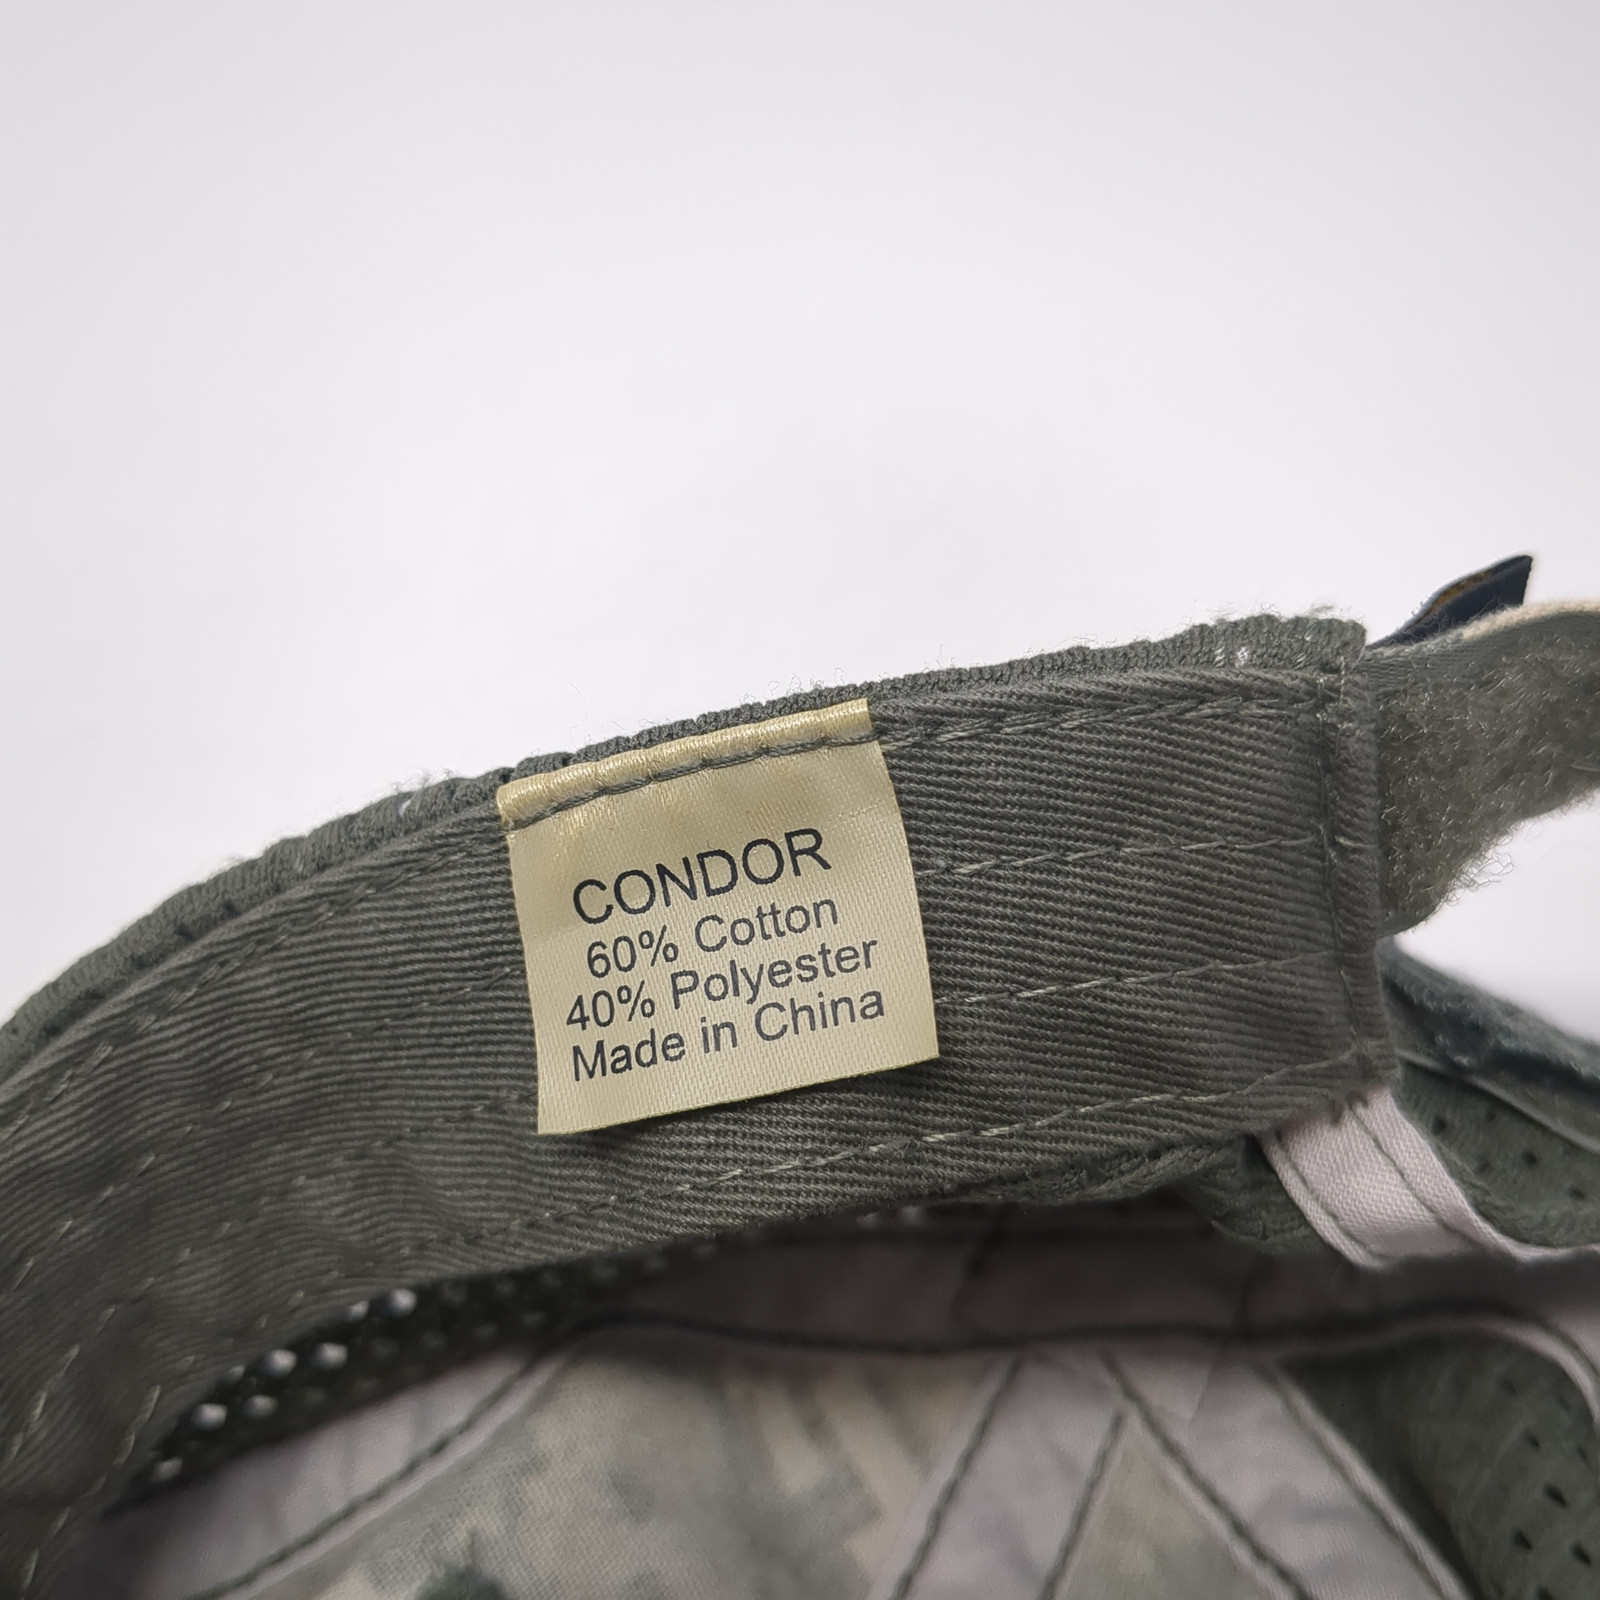 CONDOR
60% Cotton
40% Polyester
Made in China